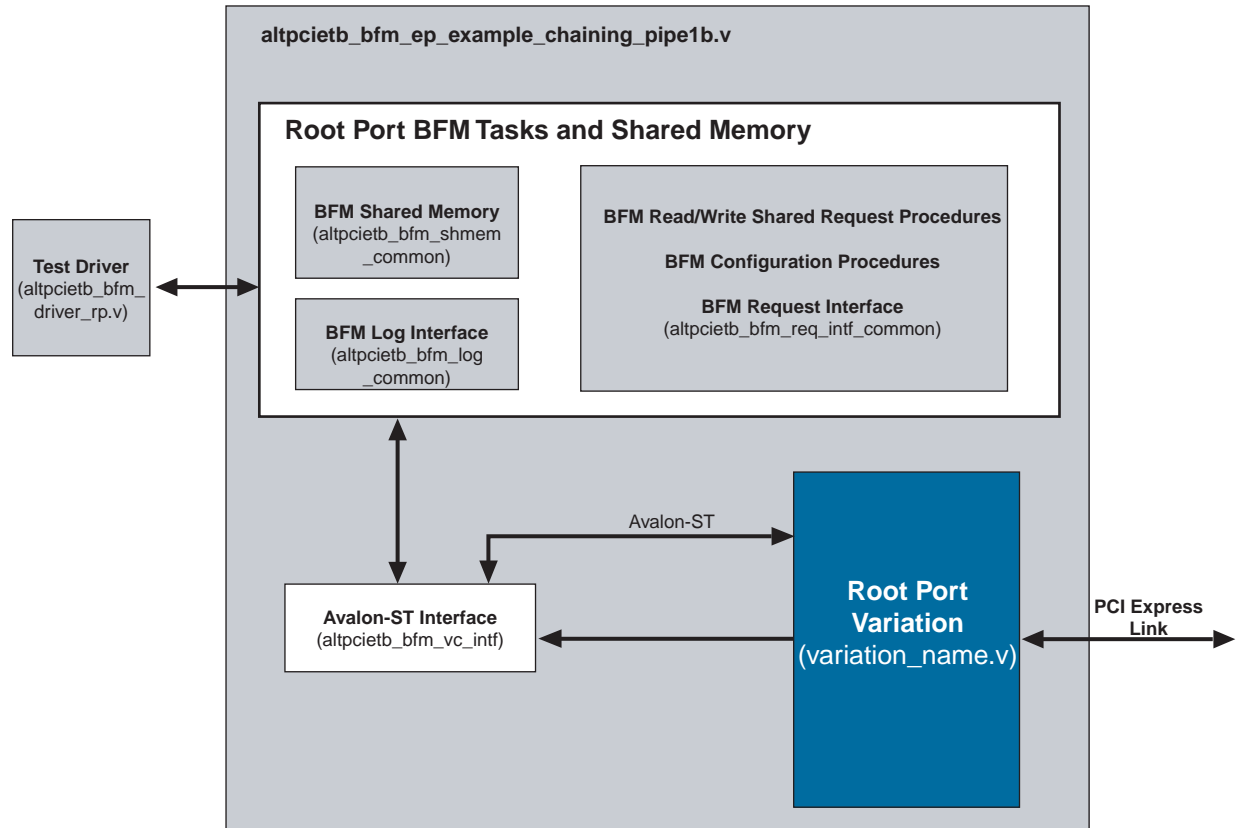 altpcietb_bfm_ep_example_chaining_pipe1b.v
Root Port BFM Tasks and Shared Memory
BFM Shared Memory
(altpcietb_bfm_shmem
_common)
BFM Read/Write Shared Request Procedures
BFM Configuration Procedures
BFM Request Interface
(altpcietb_bfm_req_intf_common)
Test Driver
(altpcietb_bfm_
driver_rp.v)
BFM Log Interface
(altpcietb_bfm_log
_common)
Avalon-ST
Avalon-ST Interface
(altpcietb_bfm_vc_intf)
Root Port
Variation
(variation_name.v)
PCI Express
Link